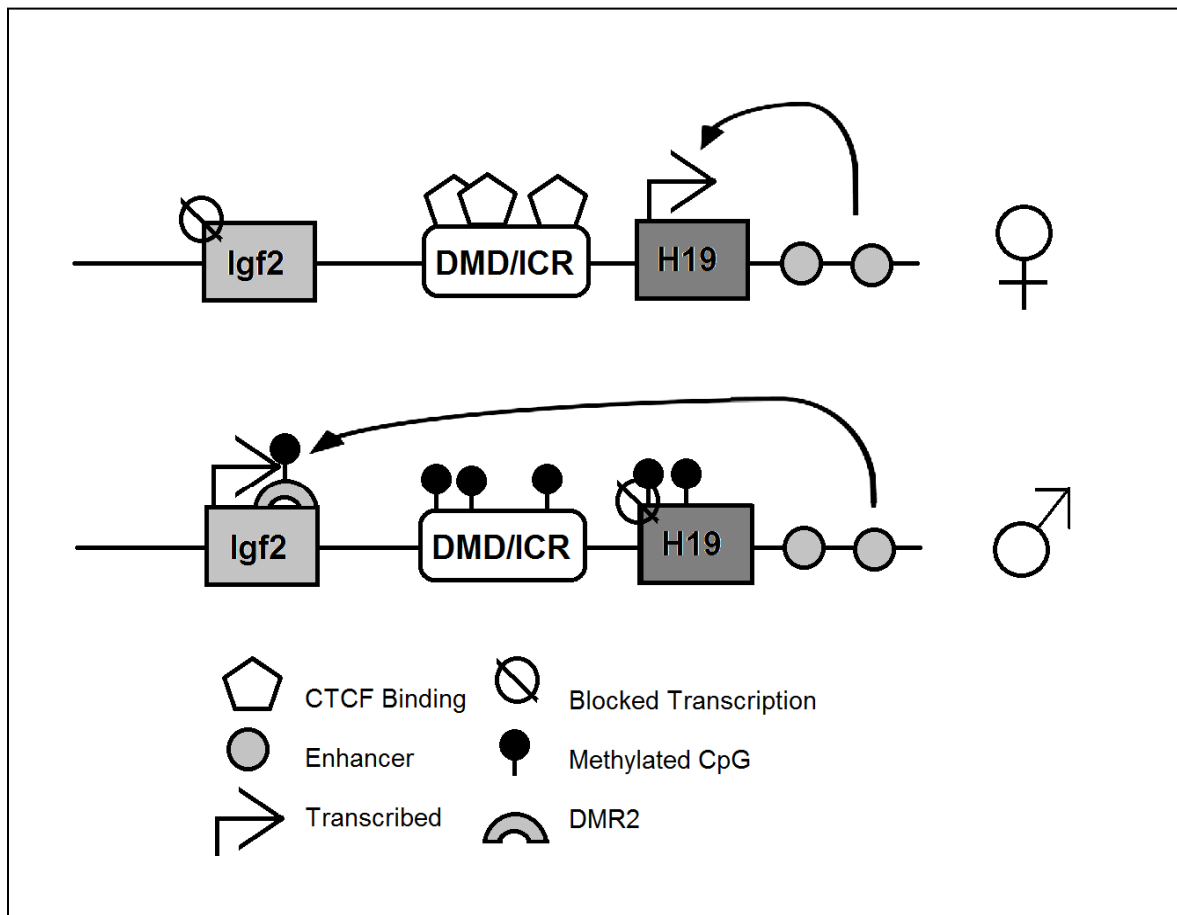 Igf2
DMD/ICR
H19
Igf2
DMD/ICR
H19
CTCF Binding
Blocked Transcription
Enhancer
Methylated CpG
Transcribed
DMR2